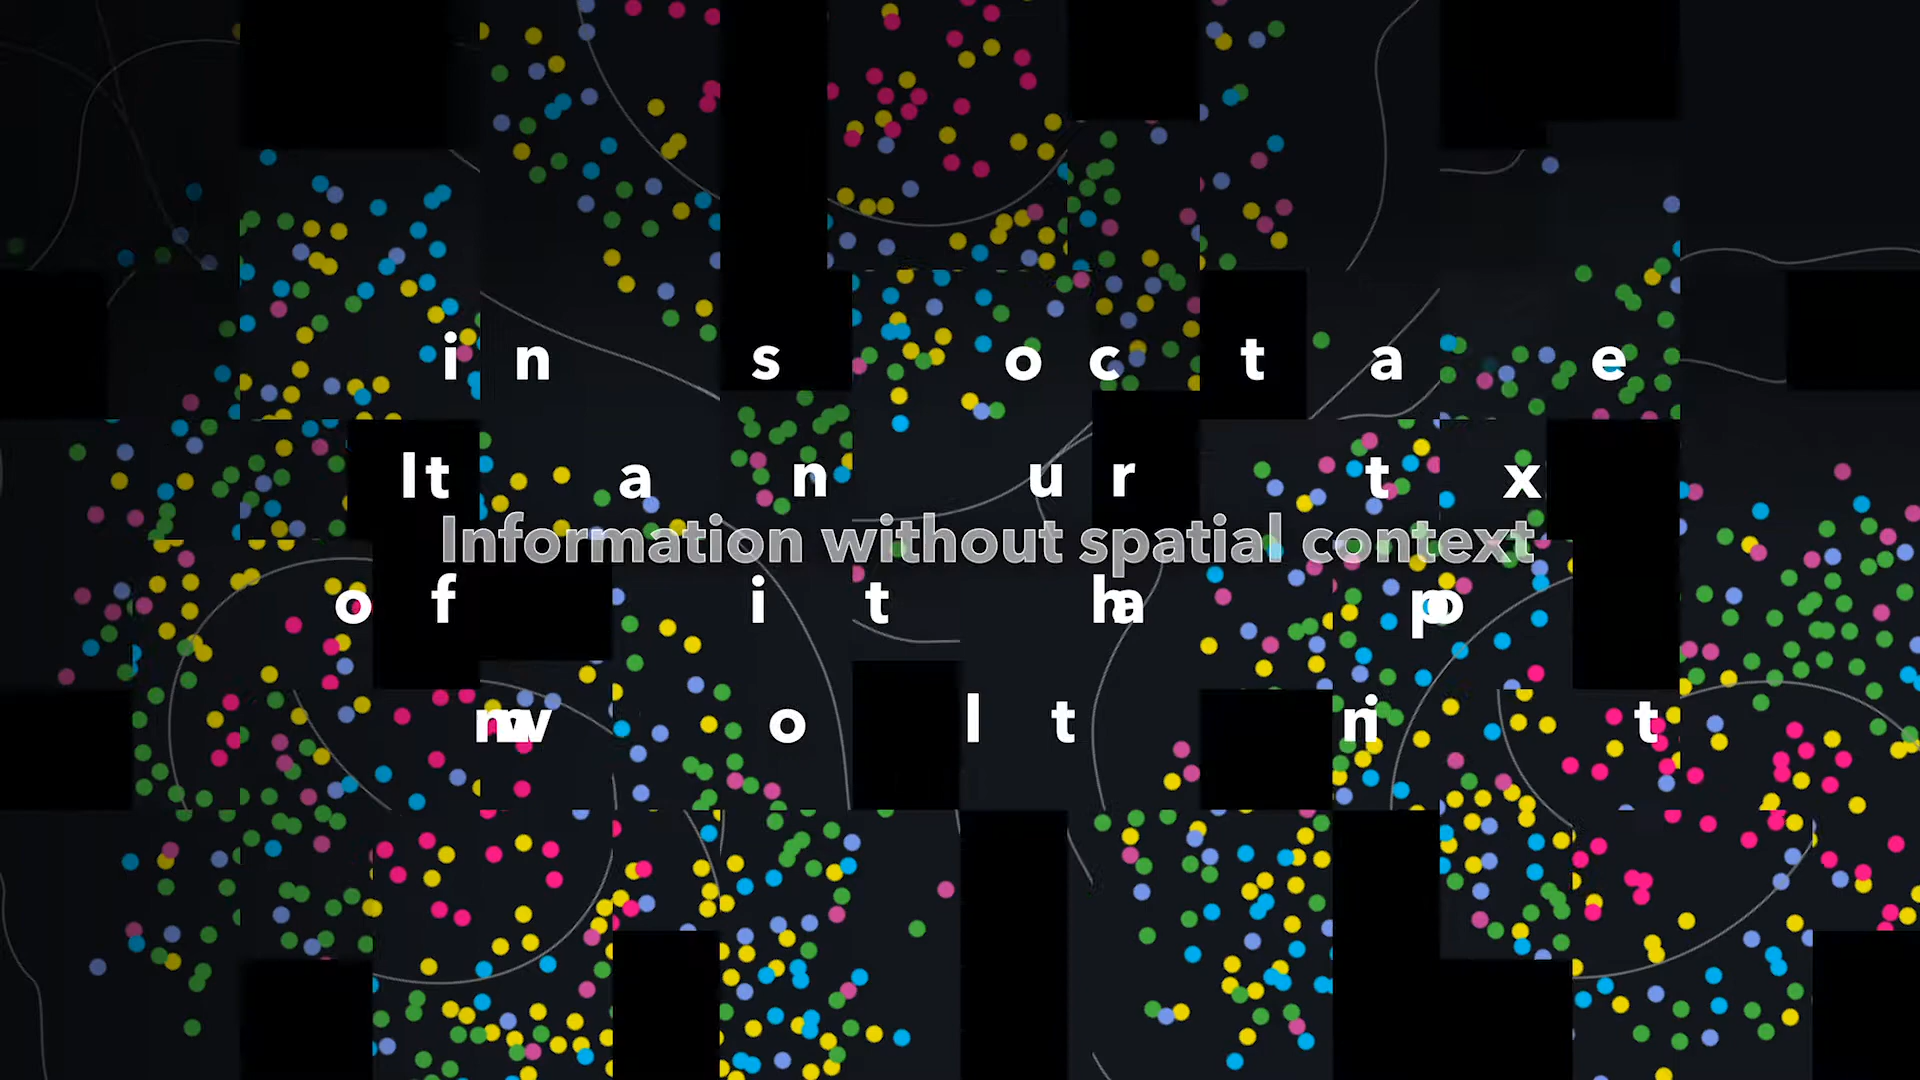 i n s o c t a e
It a n u r t x
Information without spatial context
o f i t h a p o
m w o l t n i t